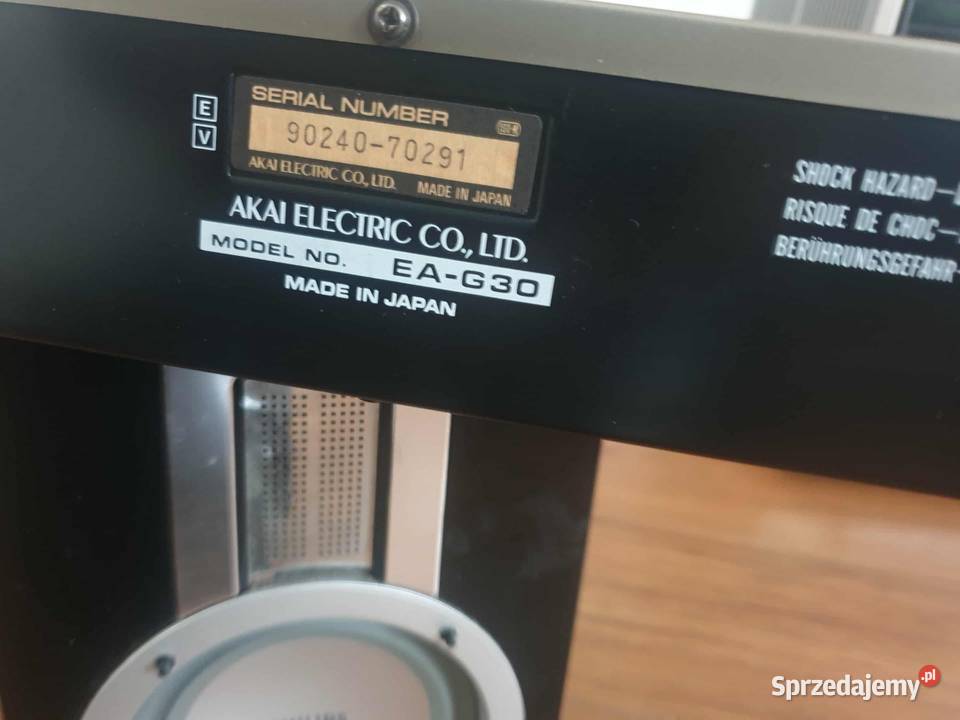 E
V
SERIAL NUMBER
90240-70291
AKAI ELECTRIC CO., LTD. MADE IN JAPAN
AKAI ELECTRIC CO., LTD.
MODEL NO. EA-G30
MADE IN JAPAN
SHOCK HAZARD—
RISQUE DE CHOC—
BERÜHRUNGSGEFAHR-
Sprzedajemy.pl